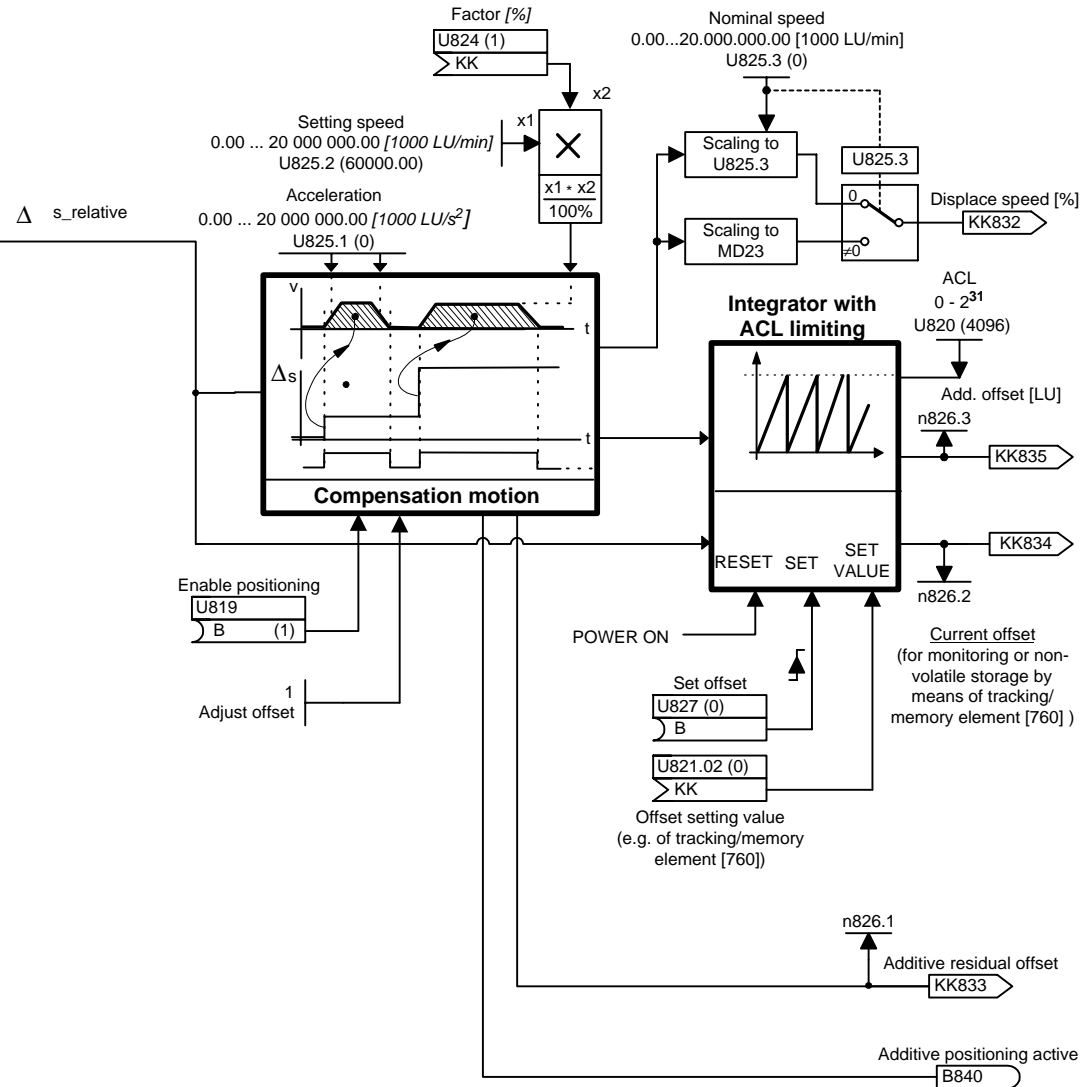 Factor [%]
U824 (1)
KK
x2
x1
Setting speed
0.00 ... 20 000 000.00 [1000 LU/min]
U825.2 (60000.00)
×
x1 * x2
100%
Nominal speed
0.00...20.000.000.00 [1000 LU/min]
U825.3 (0)
Scaling to
U825.3
U825.3
Scaling to
MD23
0
≠0
Displace speed [%]
KK832
Acceleration
0.00 ... 20 000 000.00 [1000 LU/s²]
U825.1 (0)
Δ s_relative
v
t
Δs
t
Compensation motion
Integrator with
ACL limiting
ACL
0 - 2³¹
U820 (4096)
Add. offset [LU]
n826.3
KK835
KK834
n826.2
RESET SET SET
VALUE
Current offset
(for monitoring or non-
volatile storage by
means of tracking/
memory element [760] )
Enable positioning
U819
B (1)
1
Adjust offset
POWER ON
Set offset
U827 (0)
B
U821.02 (0)
KK
Offset setting value
(e.g. of tracking/memory
element [760])
n826.1
Additive residual offset
KK833
Additive positioning active
B840